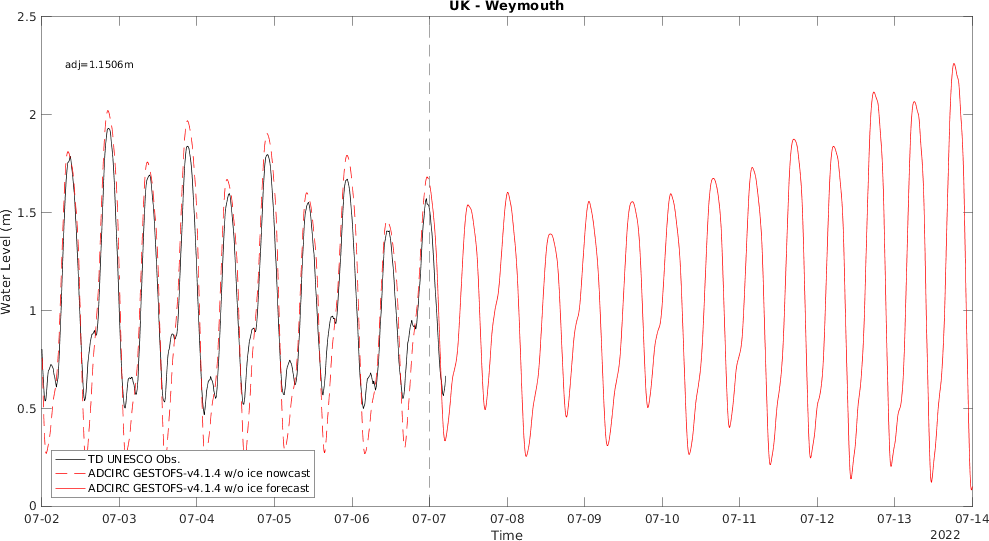 UK - Weymouth
2.5
adj=1.1506m
2
1.5
Water Level (m)
1
0.5
TD UNESCO Obs.
ADCIRC GESTOFS-v4.1.4 w/o ice nowcast
ADCIRC GESTOFS-v4.1.4 w/o ice forecast
0
07-02 07-03 07-04 07-05 07-06 07-07 07-08 07-09 07-10 07-11 07-12 07-13 07-14
Time
2022